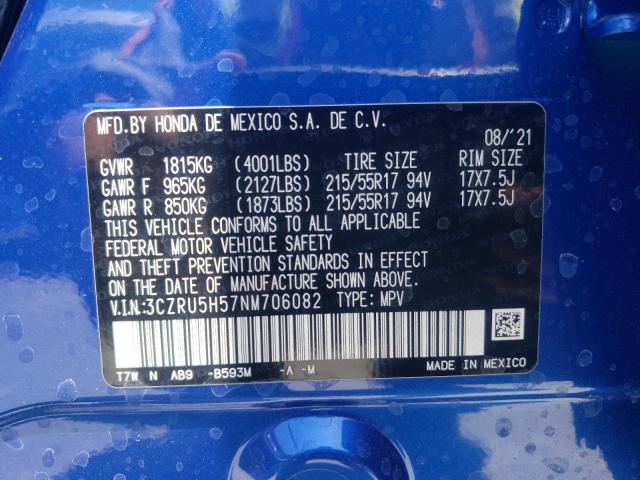 MFD.BY HONDA DE MEXICO S.A. DE C.V.
08/'21
GVWR 1815KG (4001LBS) TIRE SIZE RIM SIZE
GAWR F 965KG (2127LBS) 215/55R17 94V 17X7.5J
GAWR R 850KG (1873LBS) 215/55R17 94V 17X7.5J
THIS VEHICLE CONFORMS TO ALL APPLICABLE
FEDERAL MOTOR VEHICLE SAFETY
AND THEFT PREVENTION STANDARDS IN EFFECT
ON THE DATE OF MANUFACTURE SHOWN ABOVE.
V.I.N.:3CZRU5H57NM706082 TYPE: MPV
T7W N AB9 -B593M -A -M MADE IN MEXICO